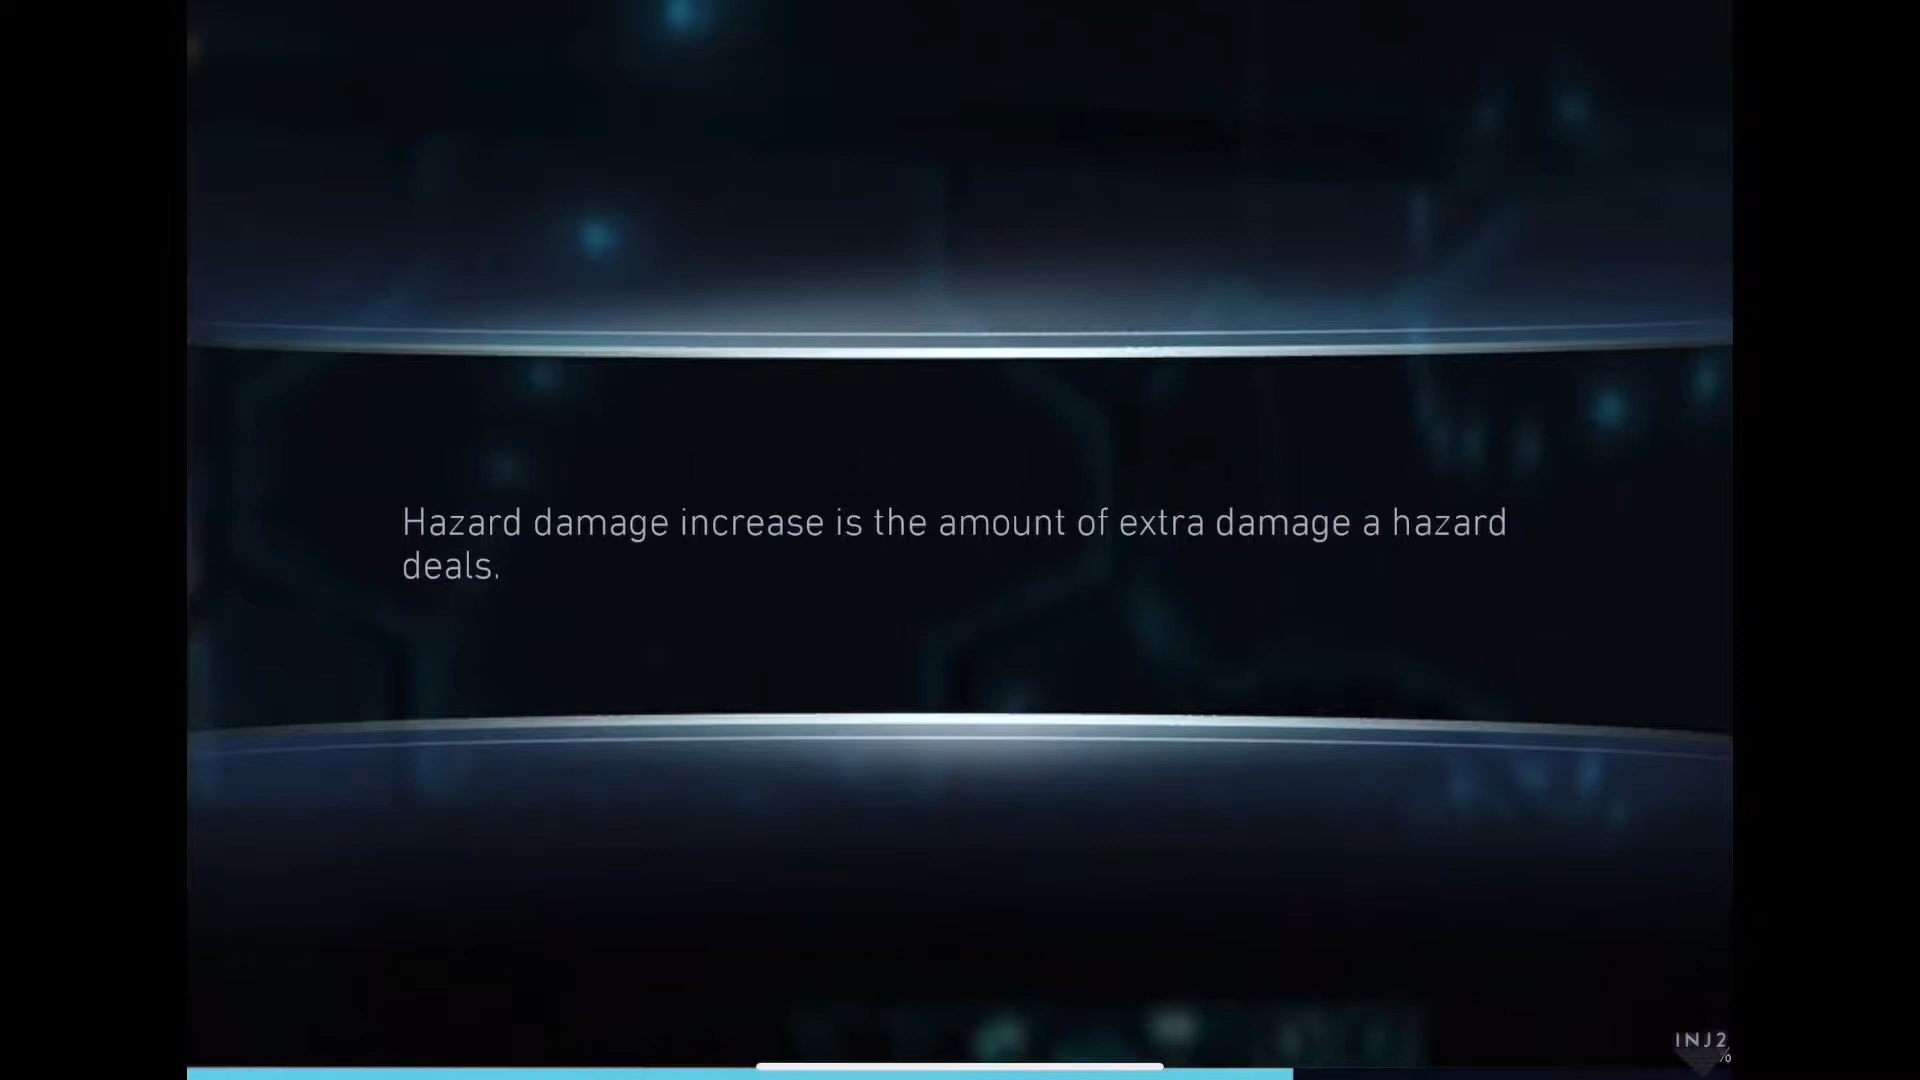 Hazard damage increase is the amount of extra damage a hazard
deals.
INJ2
%